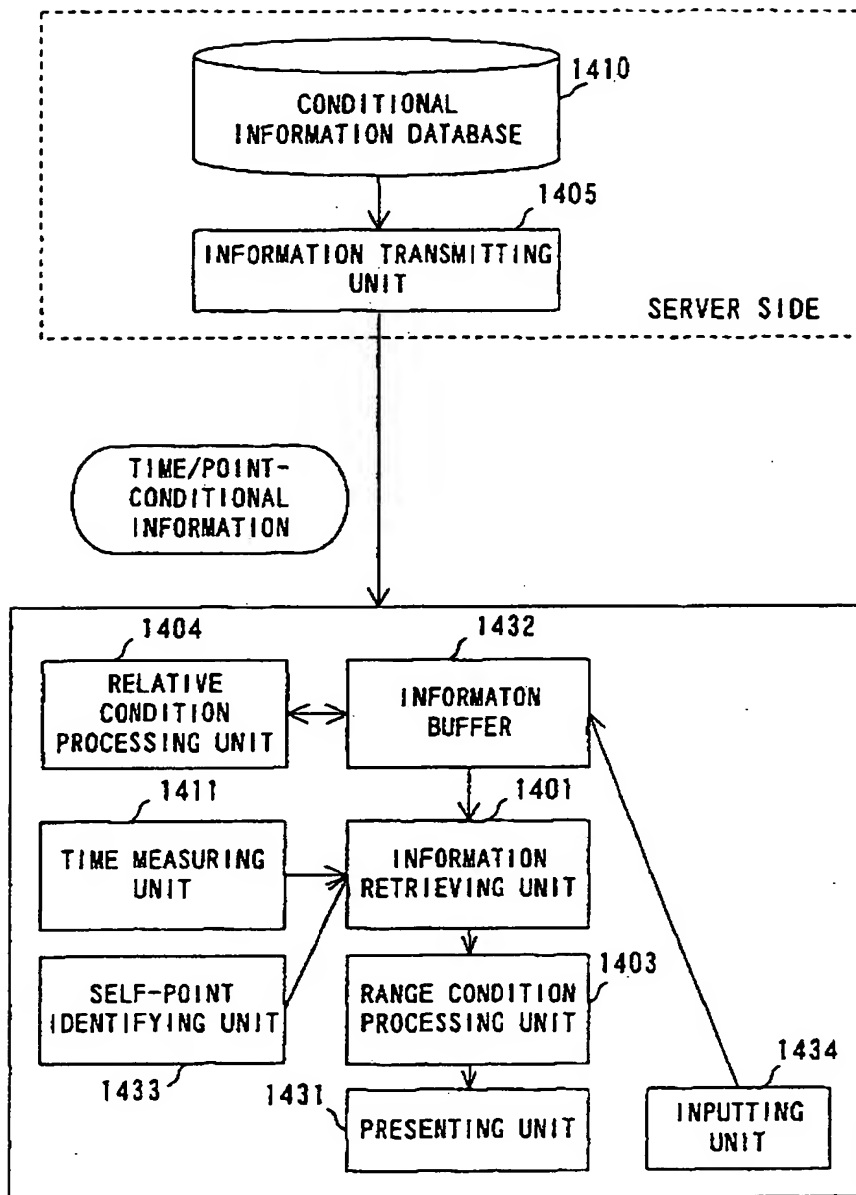 1410
CONDITIONAL
INFORMATION DATABASE
1405
INFORMATION TRANSMITTING
UNIT
SERVER SIDE
TIME/POINT-
CONDITIONAL
INFORMATION
1404
1432
RELATIVE
CONDITION
PROCESSING UNIT
INFORMATON
BUFFER
1411
1401
TIME MEASURING
UNIT
INFORMATION
RETRIEVING UNIT
1403
SELF-POINT
IDENTIFYING UNIT
RANGE CONDITION
PROCESSING UNIT
1433
1431
1434
PRESENTING UNIT
INPUTTING
UNIT